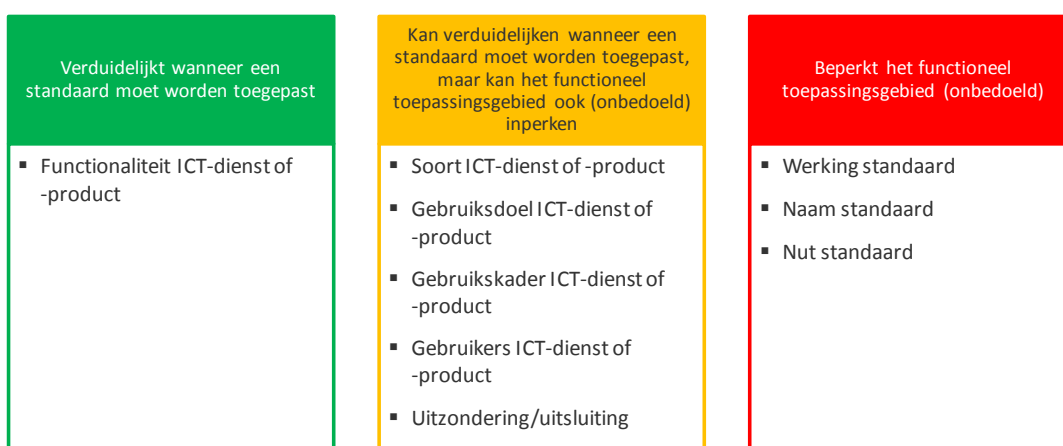 Verduidelijkt wanneer een
standaard moet worden toegepast
▪ Functionaliteit ICT-dienst of
-product
Kan verduidelijken wanneer een
standaard moet worden toegepast,
maar kan het functioneel
toepassingsgebied ook (onbedoeld)
inperken
▪ Soort ICT-dienst of -product
▪ Gebruiksdoel ICT-dienst of
-product
▪ Gebruikskader ICT-dienst of
-product
▪ Gebruikers ICT-dienst of
-product
▪ Uitzondering/uitsluiting
Beperkt het functioneel
toepassingsgebied (onbedoeld)
▪ Werking standaard
▪ Naam standaard
▪ Nut standaard